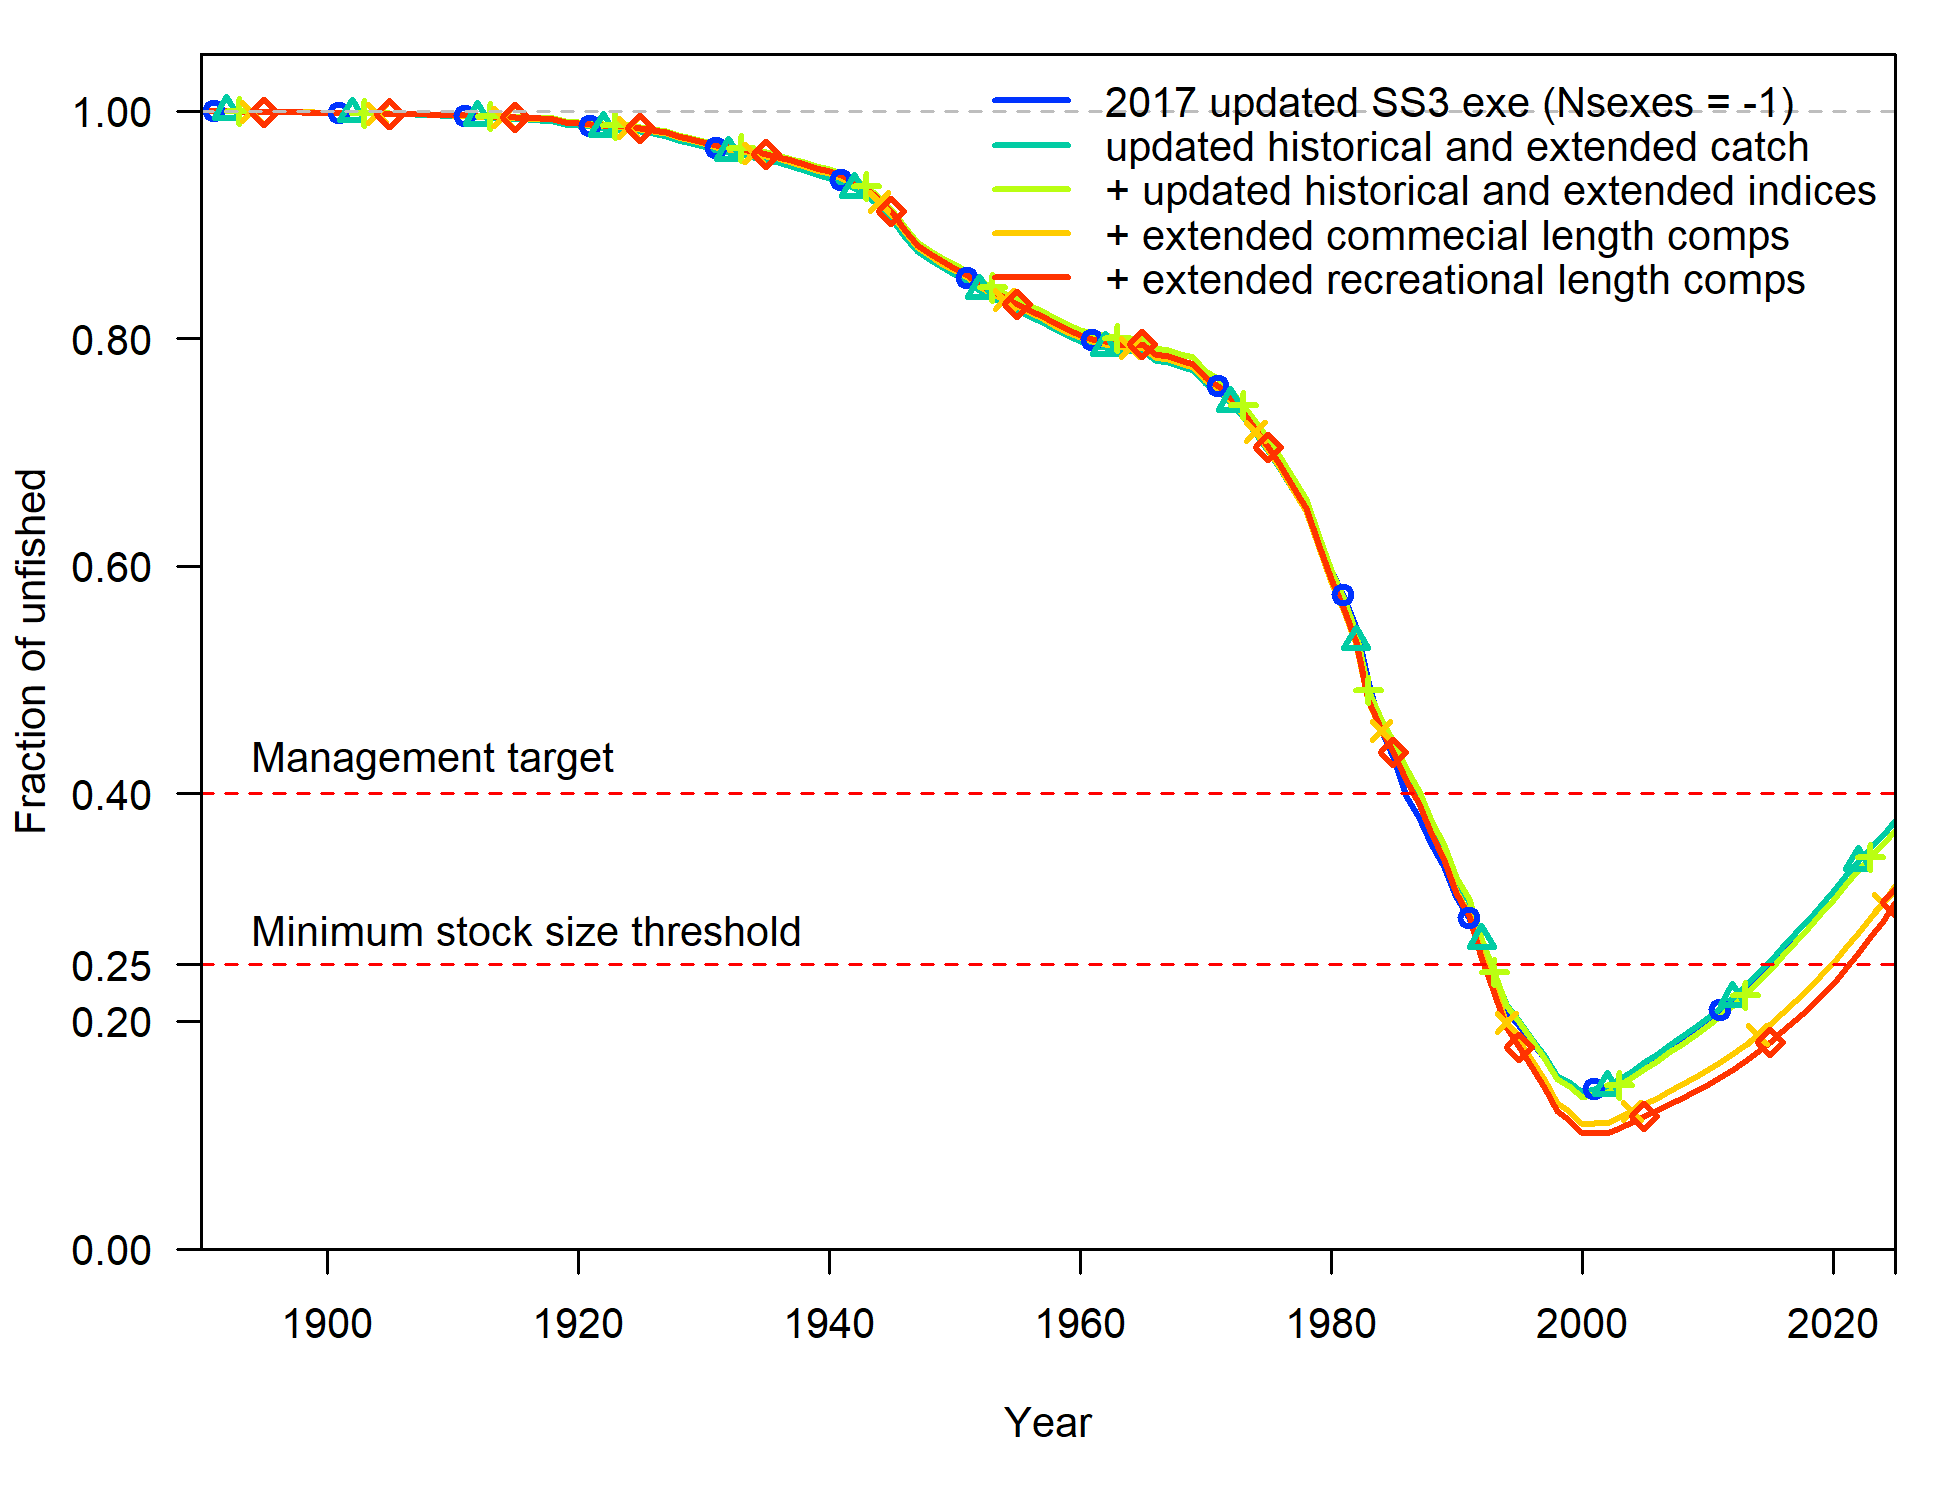 1.00
0.80
0.60
0.40
0.25
0.20
0.00
Fraction of unfished
2017 updated SS3 exe (Nsexes = -1)
updated historical and extended catch
+ updated historical and extended indices
+ extended commecial length comps
+ extended recreational length comps
Management target
Minimum stock size threshold
1900 1920 1940 1960 1980 2000 2020
Year